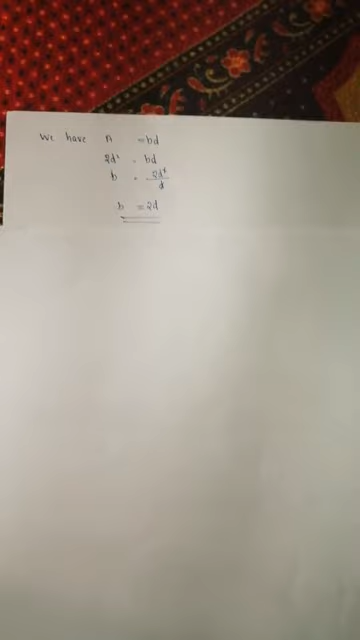 We have A = bd
2d² = bd
b = 2d²/d
b = 2d